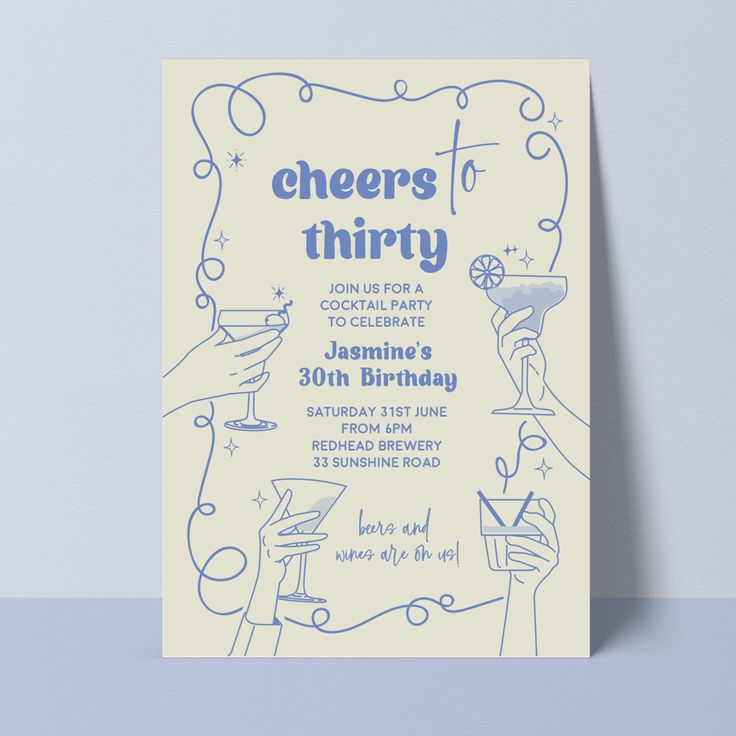 cheers to
thirty
JOIN US FOR A
COCKTAIL PARTY
TO CELEBRATE
Jasmine's
30th Birthday
SATURDAY 31ST JUNE
FROM 6PM
REDHEAD BREWERY
33 SUNSHINE ROAD
beers and
wines are on us!